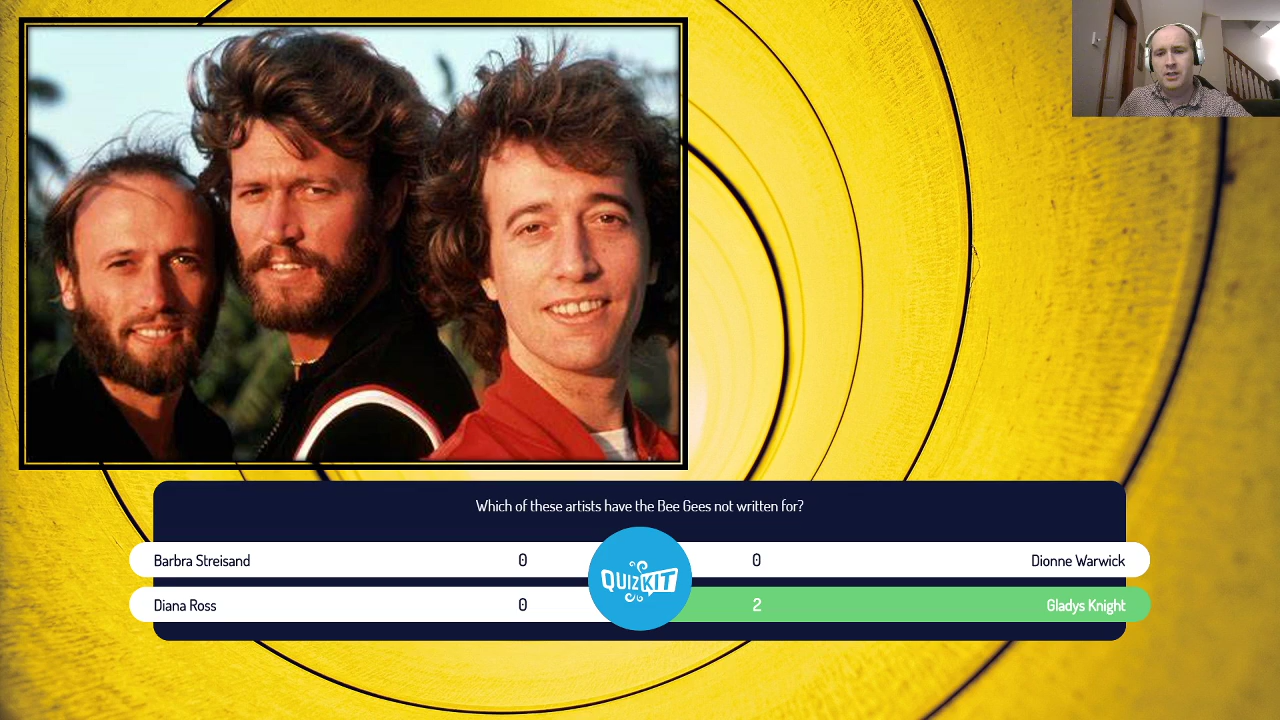 Which of these artists have the Bee Gees not written for?
Barbra Streisand 0 0 Dionne Warwick
Diana Ross 0 2 Gladys Knight
QUIZKIT